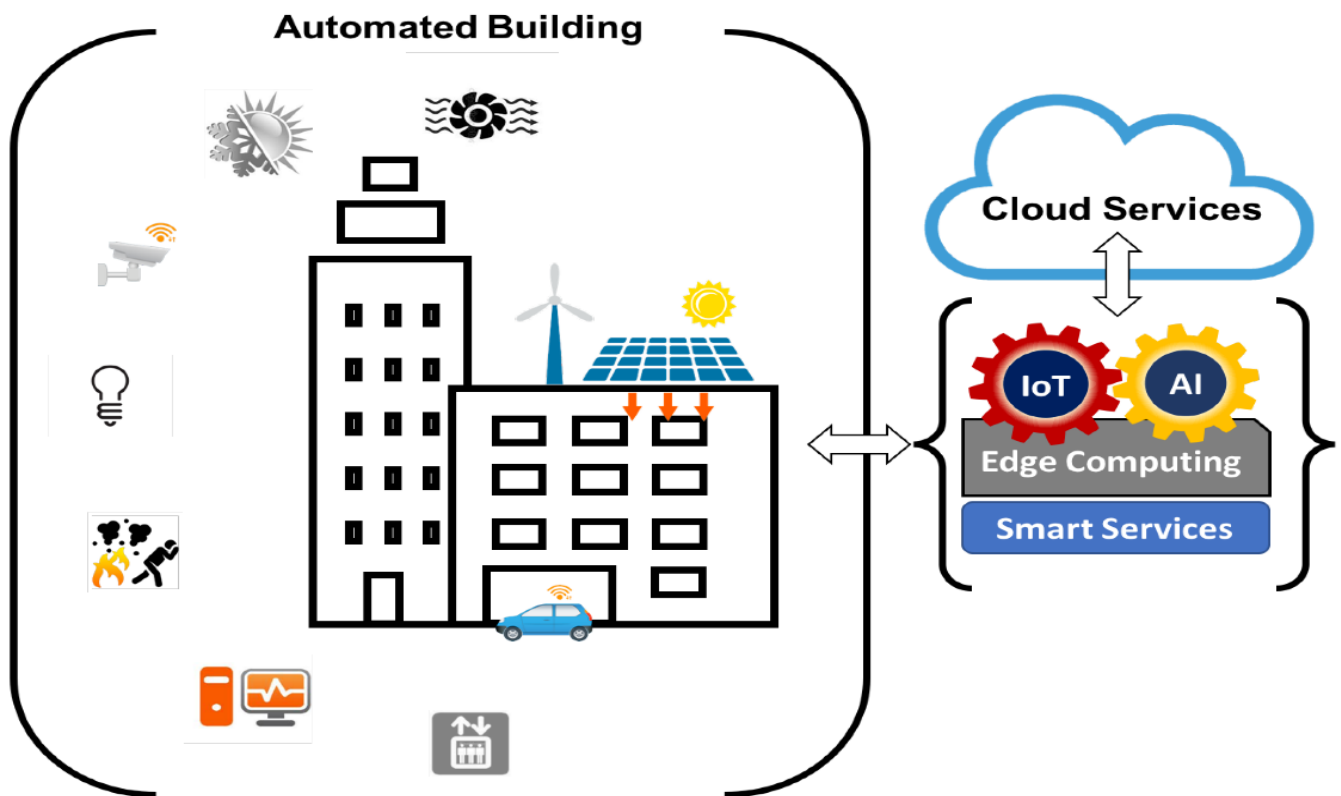 Automated Building
Cloud Services
IoT
AI
Edge Computing
Smart Services